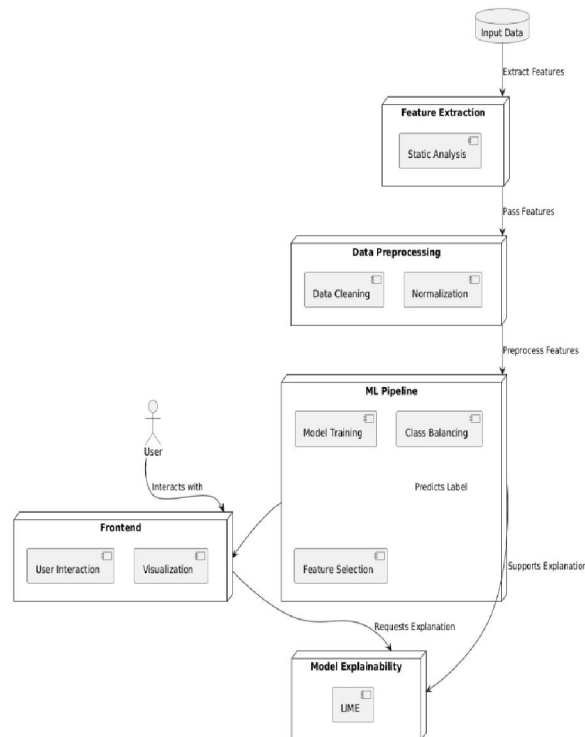 Input Data
Extract Features
Feature Extraction
Static Analysis
Pass Features
Data Preprocessing
Data Cleaning
Normalization
Preprocess Features
ML Pipeline
Model Training
Class Balancing
User
Interacts with
Predicts Label
Frontend
User Interaction
Visualization
Feature Selection
Supports Explanation
Requests Explanation
Model Explainability
LIME